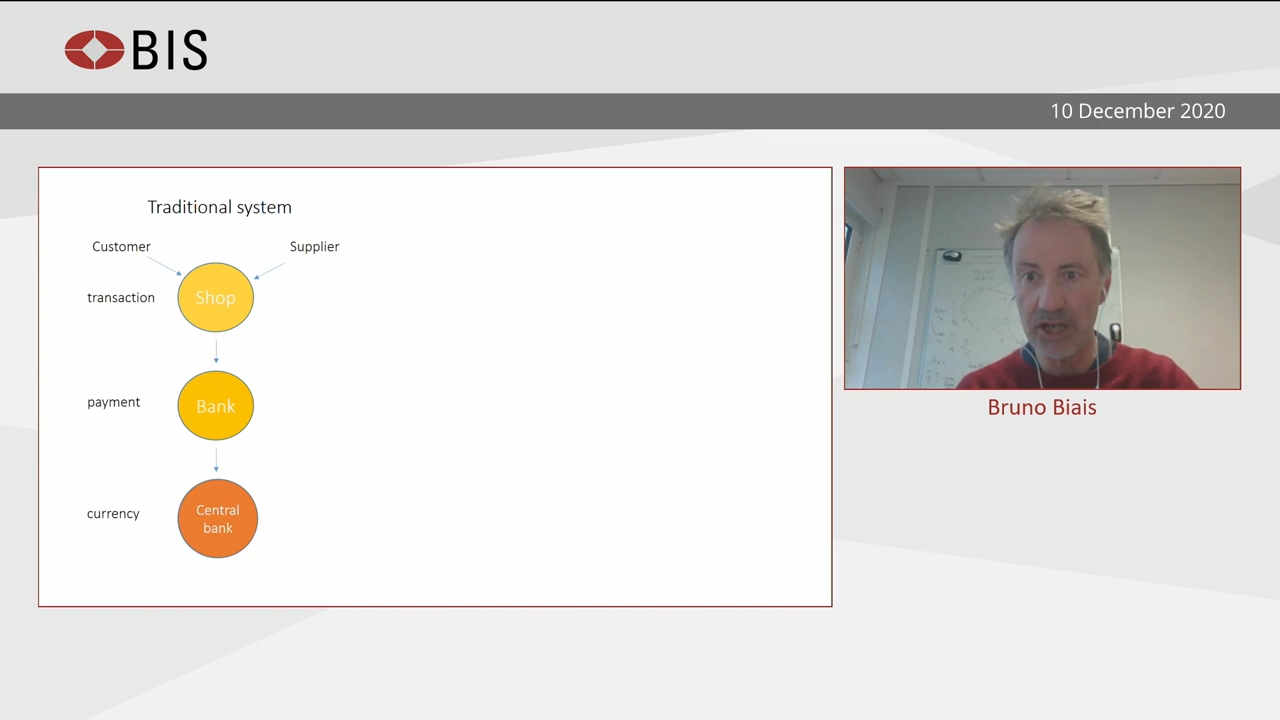 BIS
10 December 2020
Traditional system
Customer
Supplier
transaction
Shop
payment
Bank
currency
Central
bank
Bruno Biais